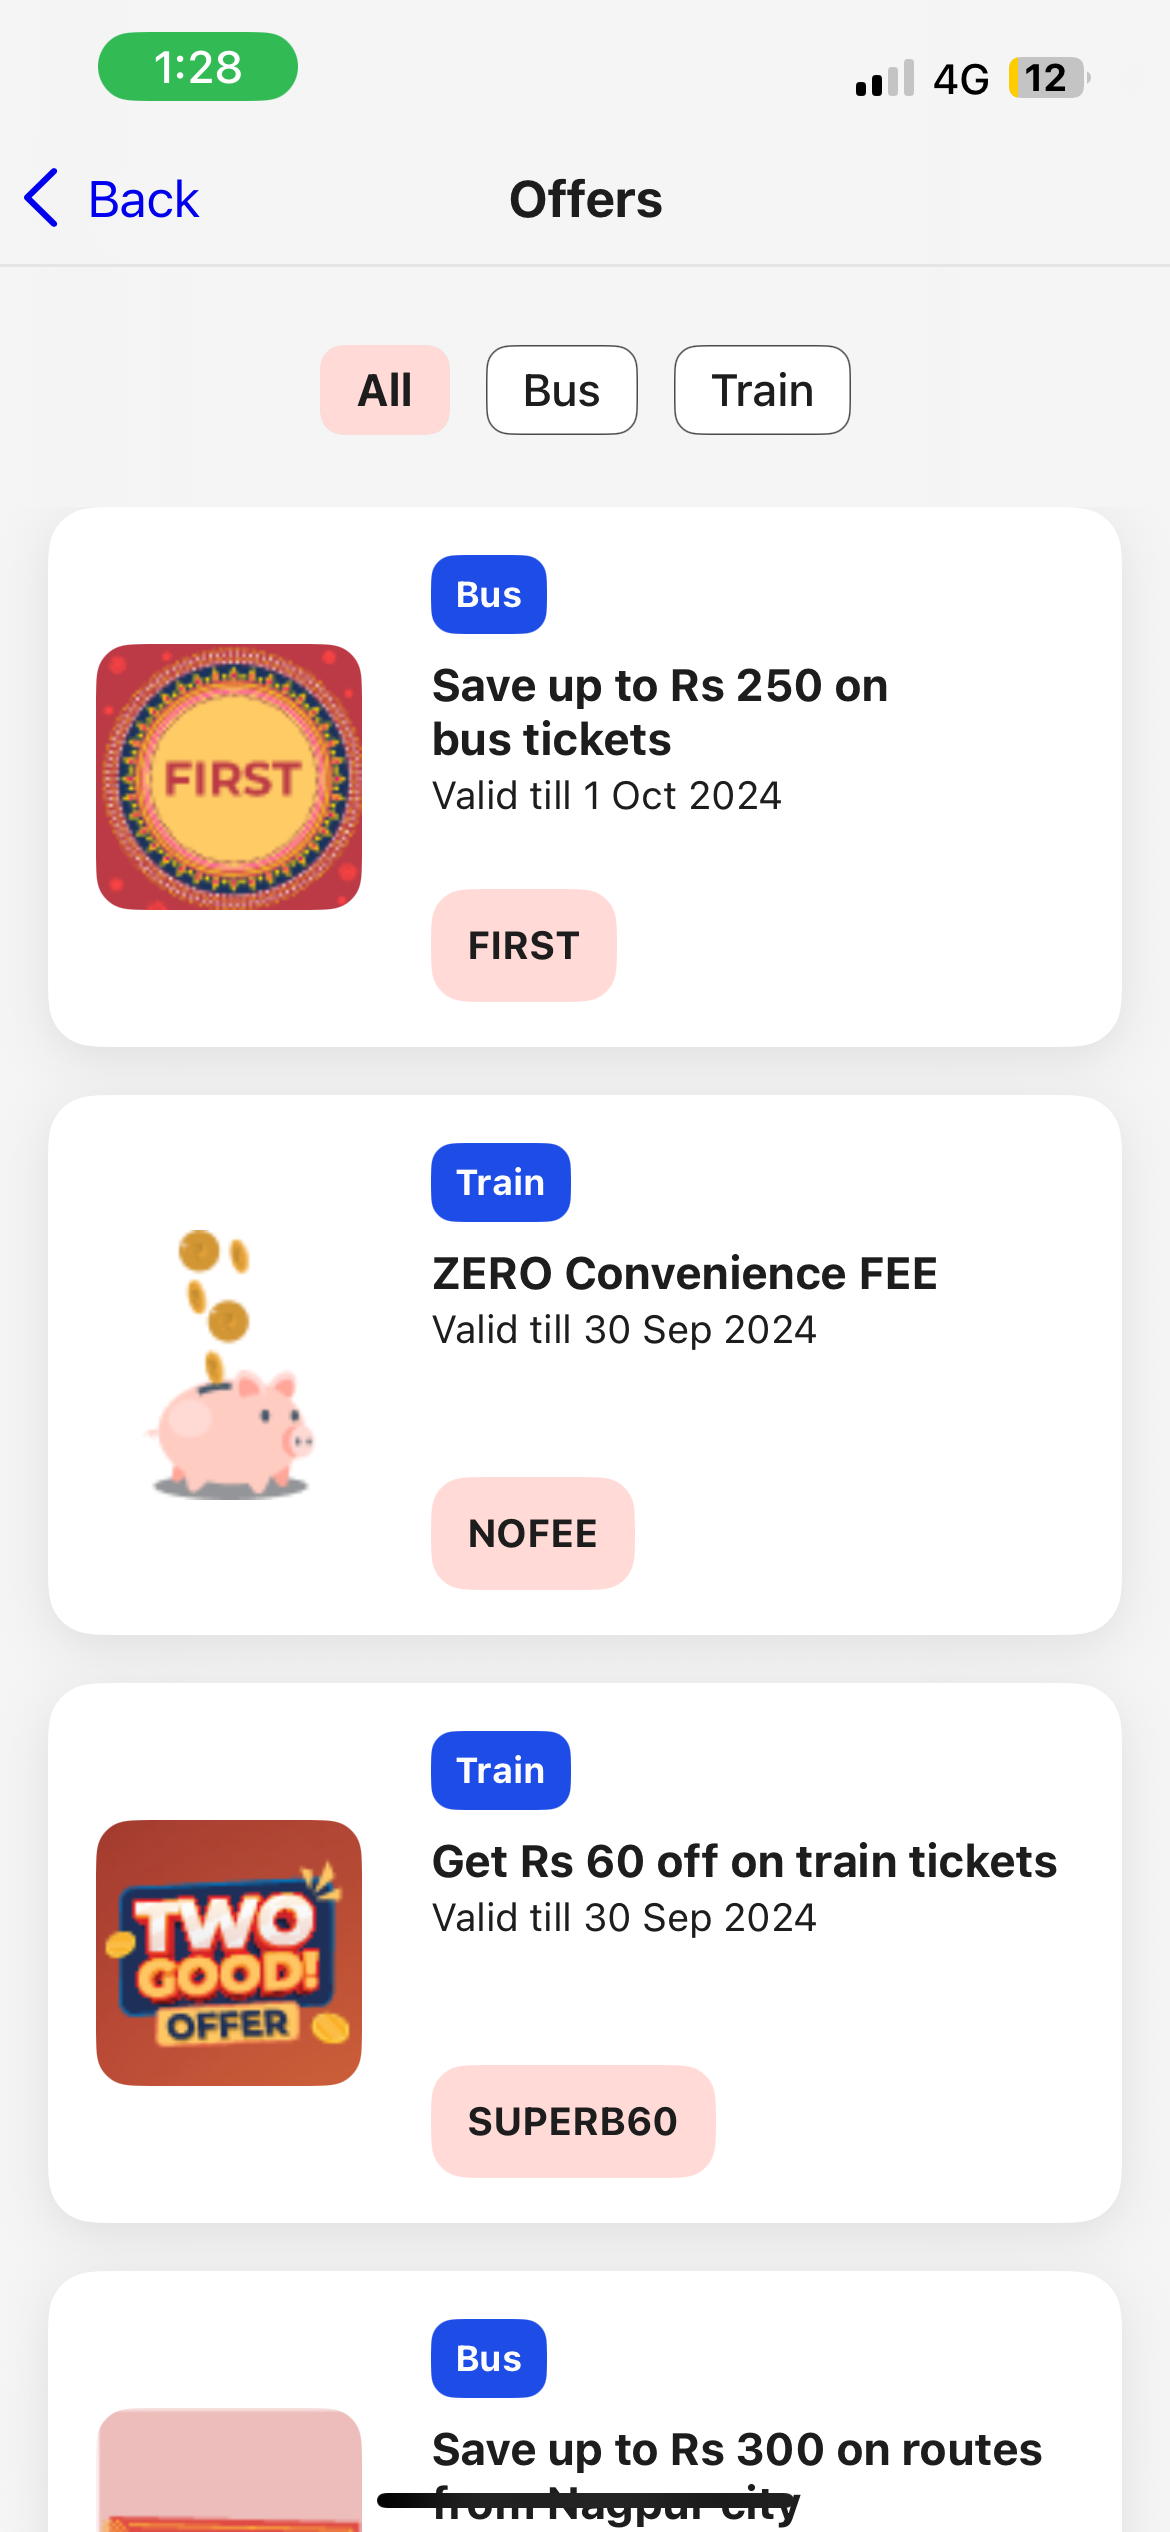 1:28
4G 12
Back
Offers
All
Bus
Train
Bus
Save up to Rs 250 on
bus tickets
Valid till 1 Oct 2024
FIRST
FIRST
Train
ZERO Convenience FEE
Valid till 30 Sep 2024
NOFEE
Train
Get Rs 60 off on train tickets
Valid till 30 Sep 2024
TWO
GOOD!
OFFER
SUPERB60
Bus
Save up to Rs 300 on routes
from Nagpur city